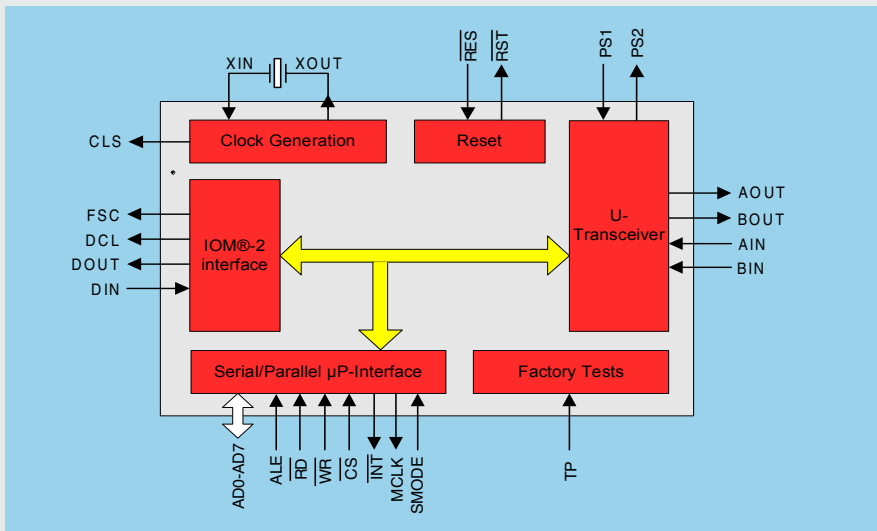 XIN
XOUT
RES
RST
PS1
PS2
CLS
Clock Generation
Reset
FSC
DCL
DOUT
DIN
IOM®-2
interface
U-
Transceiver
AOUT
BOUT
AIN
BIN
Serial/Parallel µP-Interface
Factory Tests
AD0-AD7
ALE
RD
WR
CS
INT
MCLK
SMODE
TP